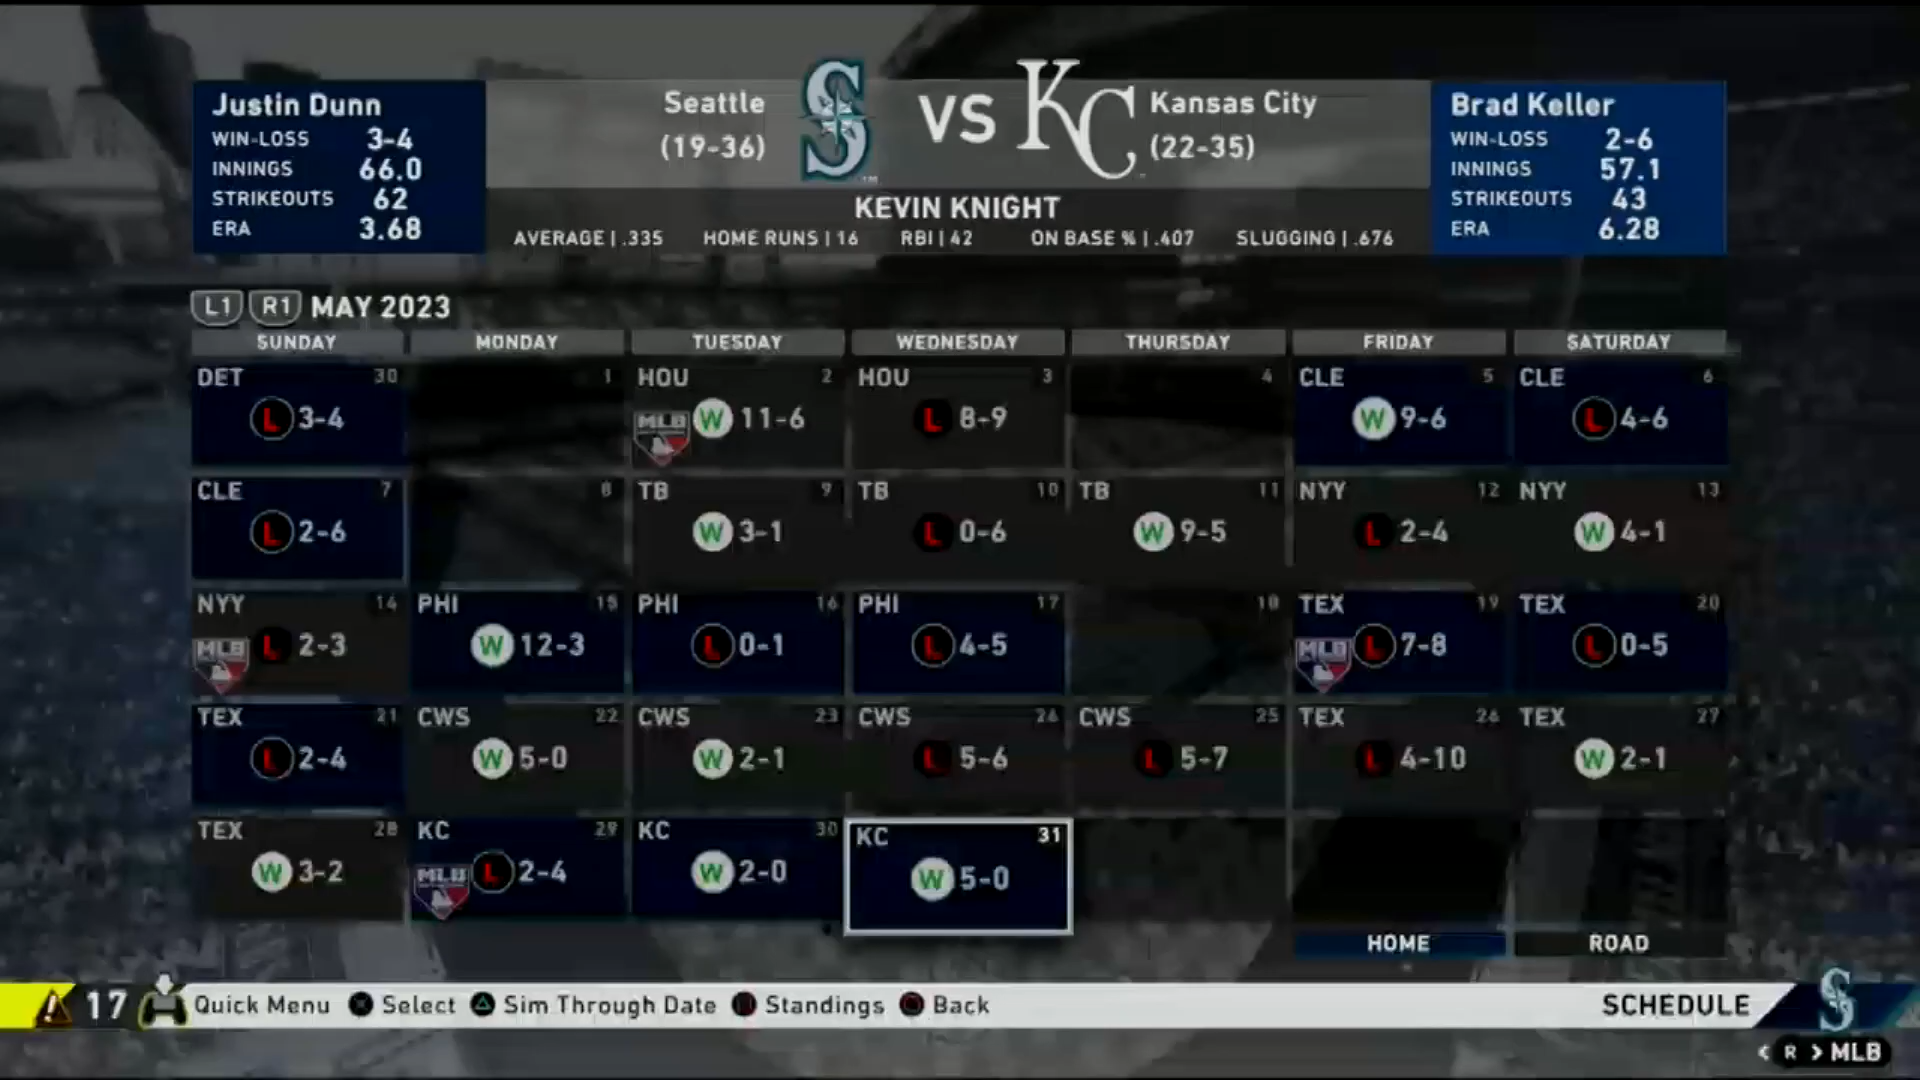 Justin Dunn
WIN-LOSS 3-4
INNINGS 66.0
STRIKEOUTS 62
ERA 3.68
Seattle
(19-36)
S
VS
KC
Kansas City
(22-35)
Brad Keller
WIN-LOSS 2-6
INNINGS 57.1
STRIKEOUTS 43
ERA 6.28
KEVIN KNIGHT
AVERAGE | .335 HOME RUNS | 16 RBI | 42 ON BASE % | .407 SLUGGING | .676
L1 R1 MAY 2023
SUNDAY MONDAY TUESDAY WEDNESDAY THURSDAY FRIDAY SATURDAY
DET 30 1 HOU 2 HOU 3 4 CLE 5 CLE 6
L 3-4 MLB W 11-6 L 8-9 W 9-6 L 4-6
CLE 7 8 TB 9 TB 10 TB 11 NYY 12 NYY 13
L 2-6 W 3-1 L 0-6 W 9-5 L 2-4 W 4-1
NYY 14 PHI 15 PHI 16 PHI 17 18 TEX 19 TEX 20
MLB L 2-3 W 12-3 L 0-1 L 4-5 MLB L 7-8 L 0-5
TEX 21 CWS 22 CWS 23 CWS 24 CWS 25 TEX 26 TEX 27
L 2-4 W 5-0 W 2-1 L 5-6 L 5-7 L 4-10 W 2-1
TEX 28 KC 29 KC 30 KC 31
W 3-2 MLB L 2-4 W 2-0 W 5-0
HOME ROAD
17 Quick Menu Select Sim Through Date Standings Back SCHEDULE S
< R > MLB